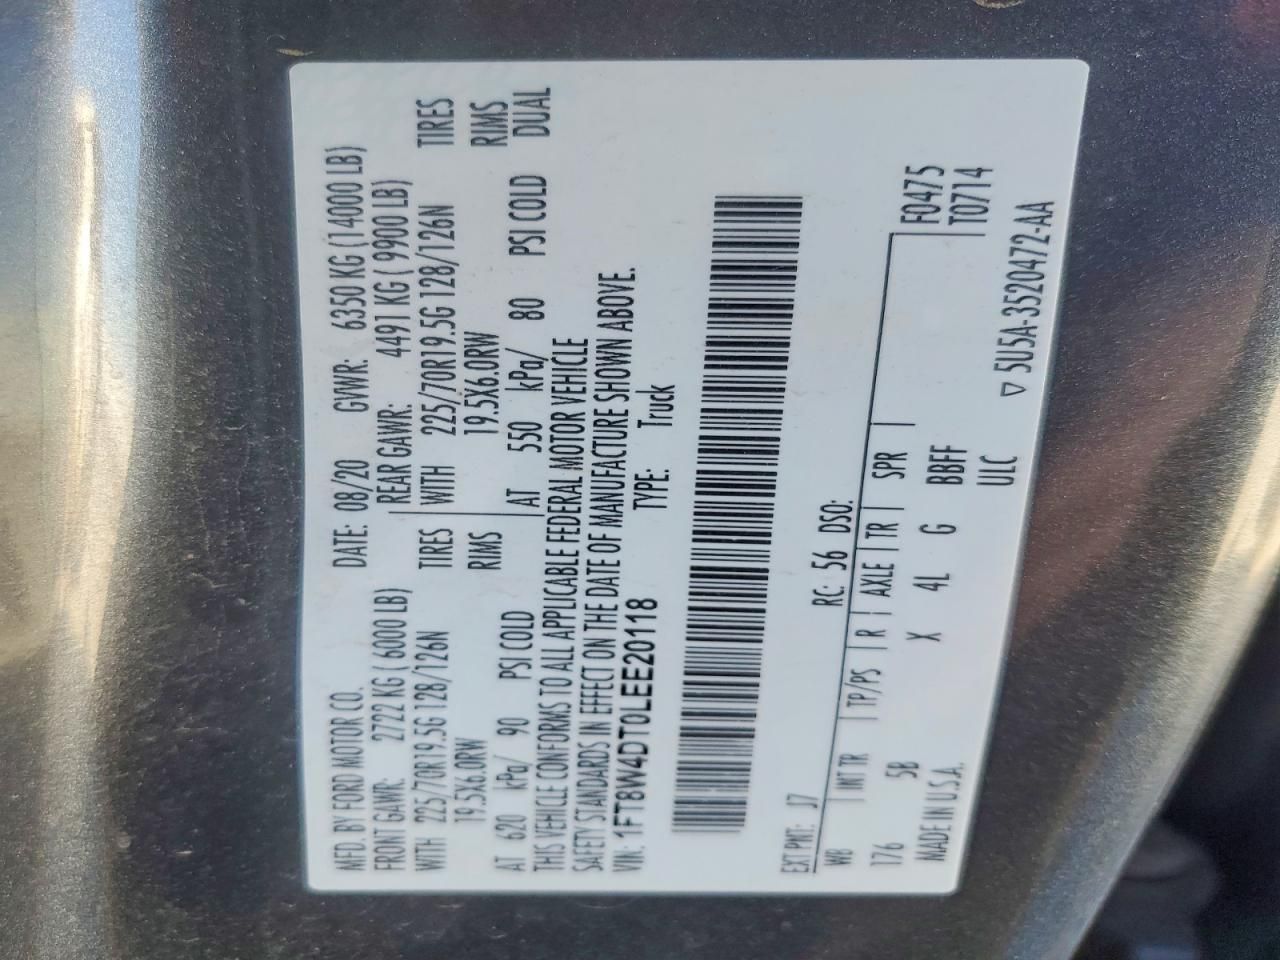 MFD. BY FORD MOTOR CO.
DATE: 08/20 GVWR: 6350 KG (14000 LB)
FRONT GAWR: 2722 KG (6000 LB) REAR GAWR: 4491 KG ( 9900 LB)
WITH 225/70R19.5G 128/126N TIRES WITH 225/70R19.5G 128/126N TIRES
19.5X6.0RW RIMS 19.5X6.0RW RIMS
AT 620 kPa/ 90 PSI COLD AT 550 kPa/ 80 PSI COLD DUAL
THIS VEHICLE CONFORMS TO ALL APPLICABLE FEDERAL MOTOR VEHICLE
SAFETY STANDARDS IN EFFECT ON THE DATE OF MANUFACTURE SHOWN ABOVE.
VIN: 1FT8W4DT0LEE20118 TYPE: Truck
EXT PNT: J7 RC: 56 DSO:
WB INT TR TP/PS R AXLE TR SPR F0475
176 5B X 4L G BBFF T0714
MADE IN U.S.A. ULC
▽ 5U5A-3520472-AA